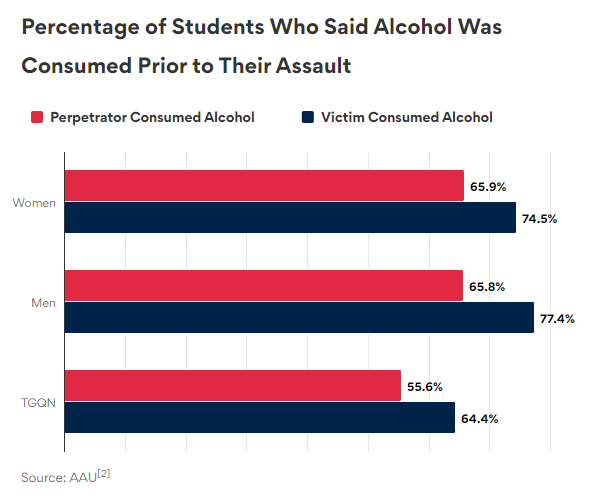 Percentage of Students Who Said Alcohol Was
Consumed Prior to Their Assault
Perpetrator Consumed Alcohol
Victim Consumed Alcohol
Women
65.9%
74.5%
Men
65.8%
77.4%
TGQN
55.6%
64.4%
Source: AAU[2]